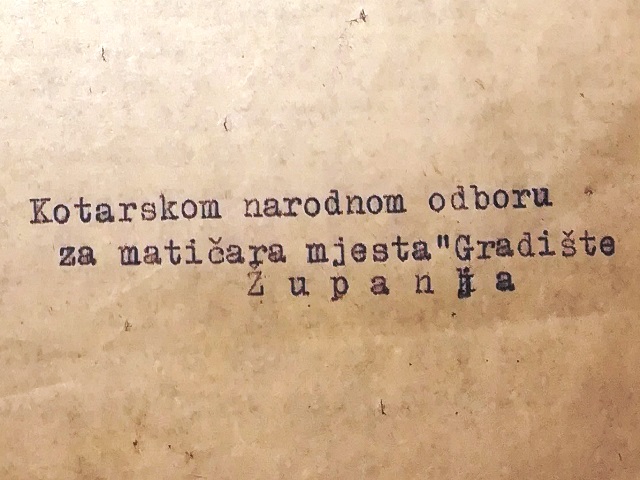 Kotarskom narodnom odboru
za matičara mjesta"Gradište
Ž u p a n j a